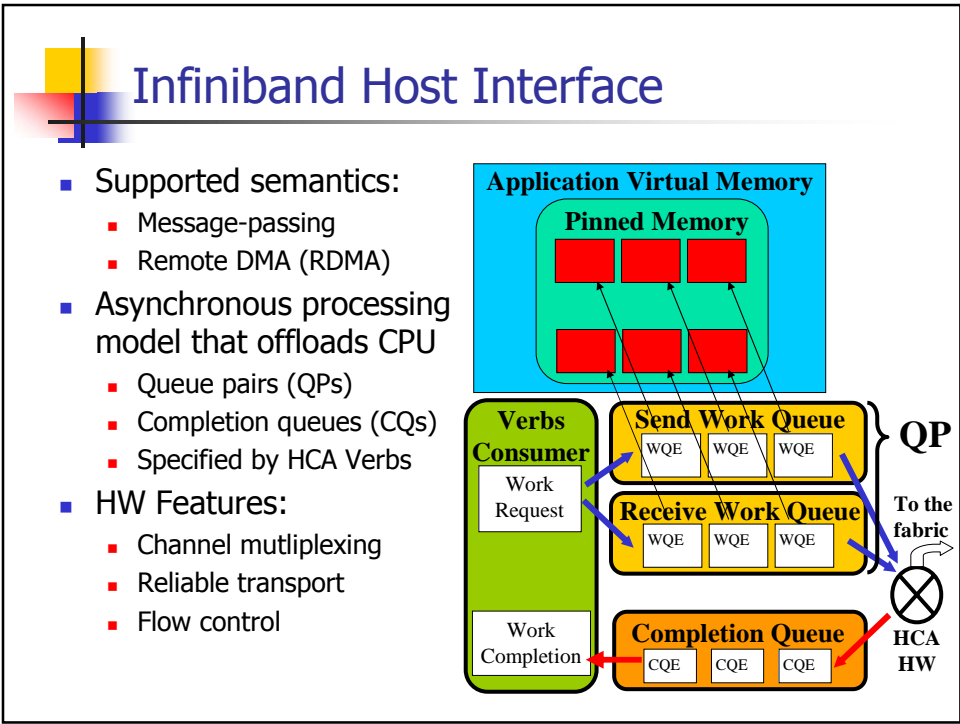 Infiniband Host Interface
Supported semantics:
Message-passing
Remote DMA (RDMA)
Asynchronous processing
model that offloads CPU
Queue pairs (QPs)
Completion queues (CQs)
Specified by HCA Verbs
HW Features:
Channel mutliplexing
Reliable transport
Flow control
Application Virtual Memory
Pinned Memory
Verbs
Consumer
Work
Request
Work
Completion
Send Work Queue
WQE WQE WQE
Receive Work Queue
WQE WQE WQE
QP
To the
fabric
HCA
HW
Completion Queue
CQE CQE CQE